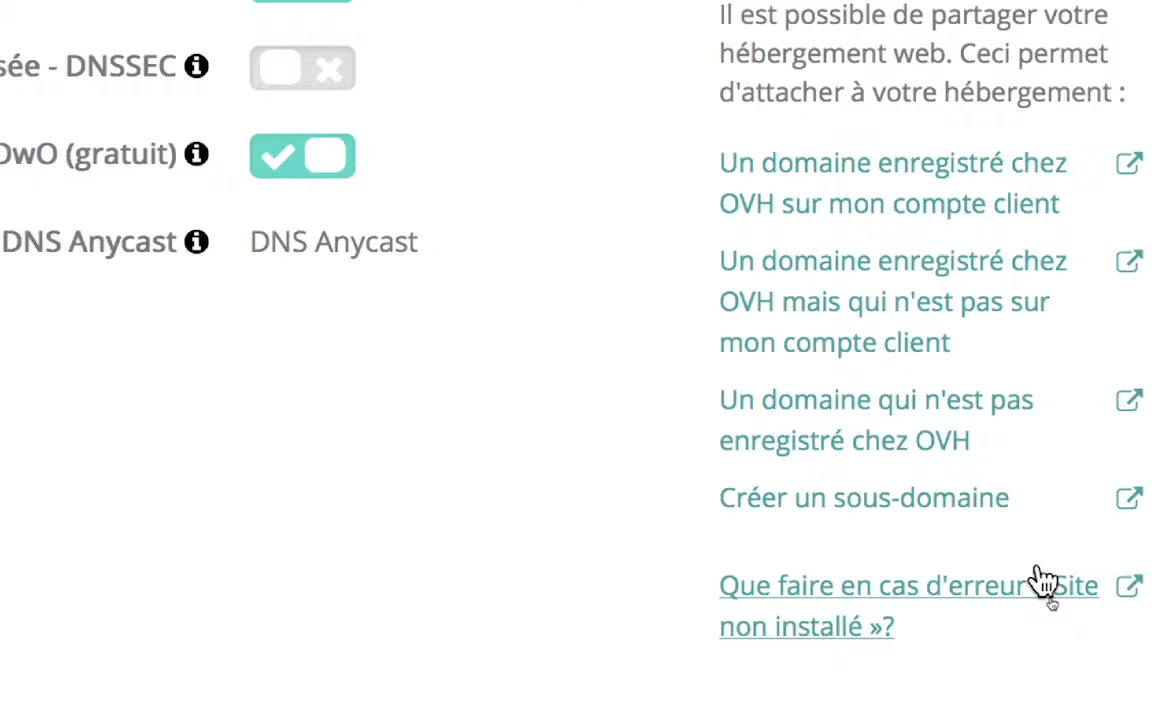 sée - DNSSEC
OwO (gratuit)
DNS Anycast
DNS Anycast
Il est possible de partager votre
hébergement web. Ceci permet
d'attacher à votre hébergement :
Un domaine enregistré chez
OVH sur mon compte client
Un domaine enregistré chez
OVH mais qui n'est pas sur
mon compte client
Un domaine qui n'est pas
enregistré chez OVH
Créer un sous-domaine
Que faire en cas d'erreur Site
non installé »?